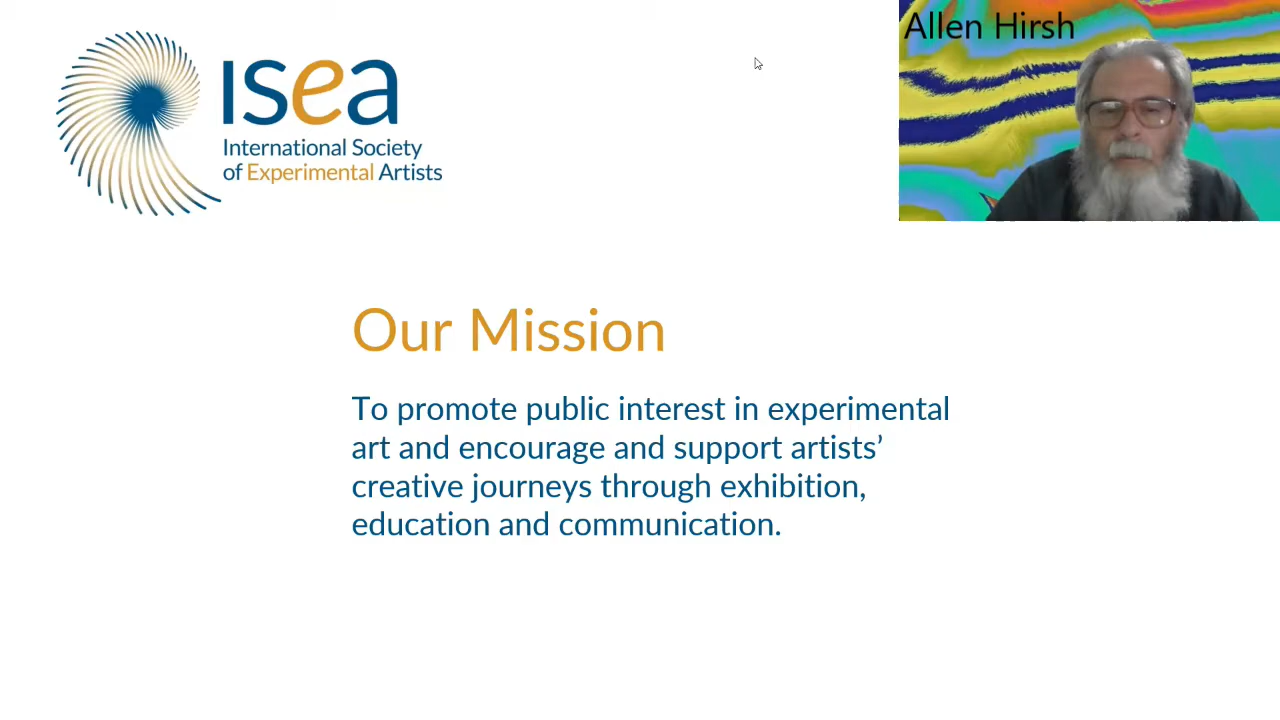 isea
International Society
of Experimental Artists
Allen Hirsh
Our Mission
To promote public interest in experimental
art and encourage and support artists’
creative journeys through exhibition,
education and communication.